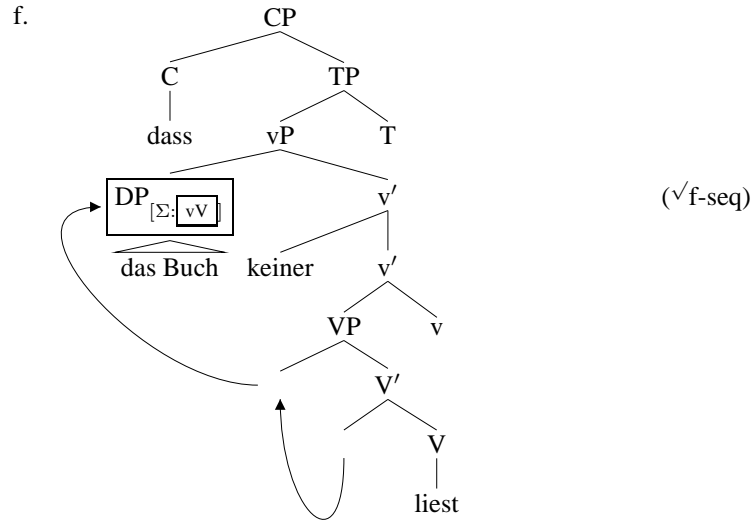 f.
CP
C TP
dass vP T
DP[Σ: vV] v′ (√f-seq)
das Buch keiner v′
VP v
V′
V
liest